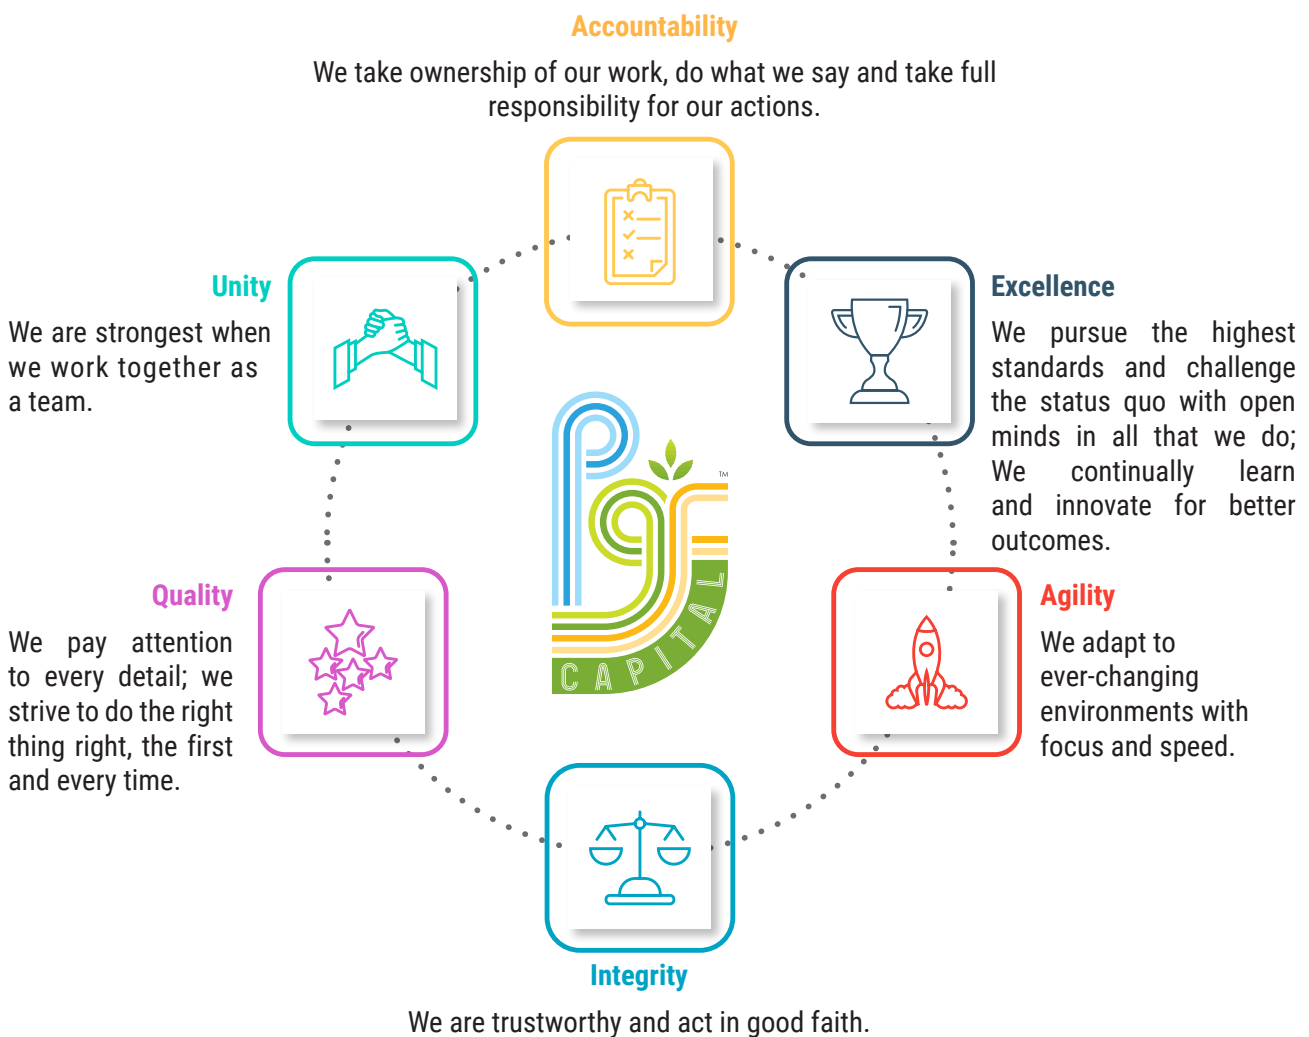 Accountability
We take ownership of our work, do what we say and take full
responsibility for our actions.
Unity
We are strongest when
we work together as
a team.
Excellence
We pursue the highest
standards and challenge
the status quo with open
minds in all that we do;
We continually learn
and innovate for better
outcomes.
TM
CAPITAL
Quality
We pay attention
to every detail; we
strive to do the right
thing right, the first
and every time.
Agility
We adapt to
ever-changing
environments with
focus and speed.
Integrity
We are trustworthy and act in good faith.